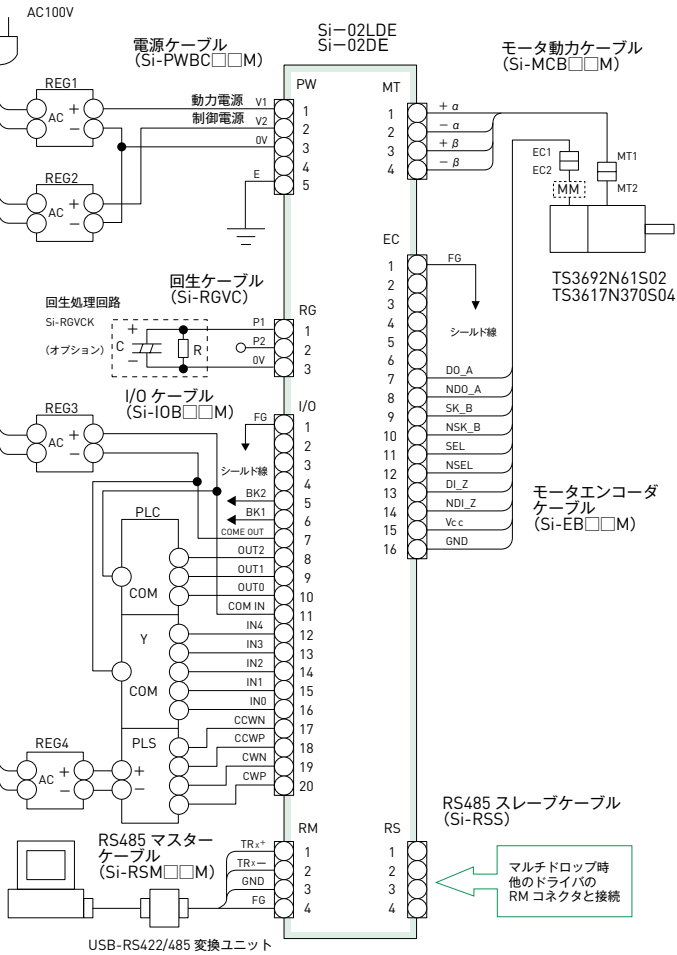 AC100V
電源ケーブル
(Si-PWBC□□M)
Si−02LDE
Si−02DE
モータ動力ケーブル
(Si-MCB□□M)
REG1
AC
+
−
REG2
AC
+
−
動力電源 V1
制御電源 V2
0V
E
PW
1
2
3
4
5
MT
1
2
3
4
+ α
− α
+ β
− β
EC1
EC2
MM
MT1
MT2
TS3692N61S02
TS3617N370S04
回生ケーブル
(Si-RGVC)
回生処理回路
Si-RGVCK
(オプション)
+
C
−
R
P1
P2
0V
RG
1
2
3
EC
1
2
3
4
5
6
7
8
9
10
11
12
13
14
15
16
FG
シールド線
DO_A
NDO_A
SK_B
NSK_B
SEL
NSEL
DI_Z
NDI_Z
Vcc
GND
モータエンコーダ
ケーブル
(Si-EB□□M)
I/O ケーブル
(Si-IOB□□M)
REG3
AC
+
−
FG
シールド線
BK2
BK1
COME OUT
OUT2
OUT1
OUT0
COM IN
IN4
IN3
IN2
IN1
IN0
CCWN
CCWP
CWN
CWP
I/O
1
2
3
4
5
6
7
8
9
10
11
12
13
14
15
16
17
18
19
20
PLC
COM
Y
COM
PLS
+
−
REG4
AC
+
−
RS485 マスター
ケーブル
(Si-RSM□□M)
TRx+
TRx−
GND
FG
RM
1
2
3
4
RS
1
2
3
4
RS485 スレーブケーブル
(Si-RSS)
マルチドロップ時
他のドライバの
RM コネクタと接続
USB-RS422/485 変換ユニット